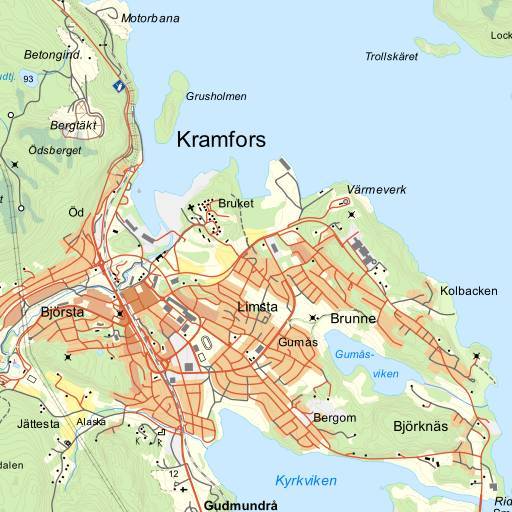 Motorbana
Lock
Betongind.
Trollskäret
93
Grusholmen
Bergtäkt
Kramfors
Ödsberget
Värmeverk
Bruket
Öd
Kolbacken
Limsta
Björsta
Brunne
Gumås
Gumås-
viken
Bergom
Jättesta
Alaska
Björknäs
dalen
12
Kyrkviken
Gudmundrå
Rid